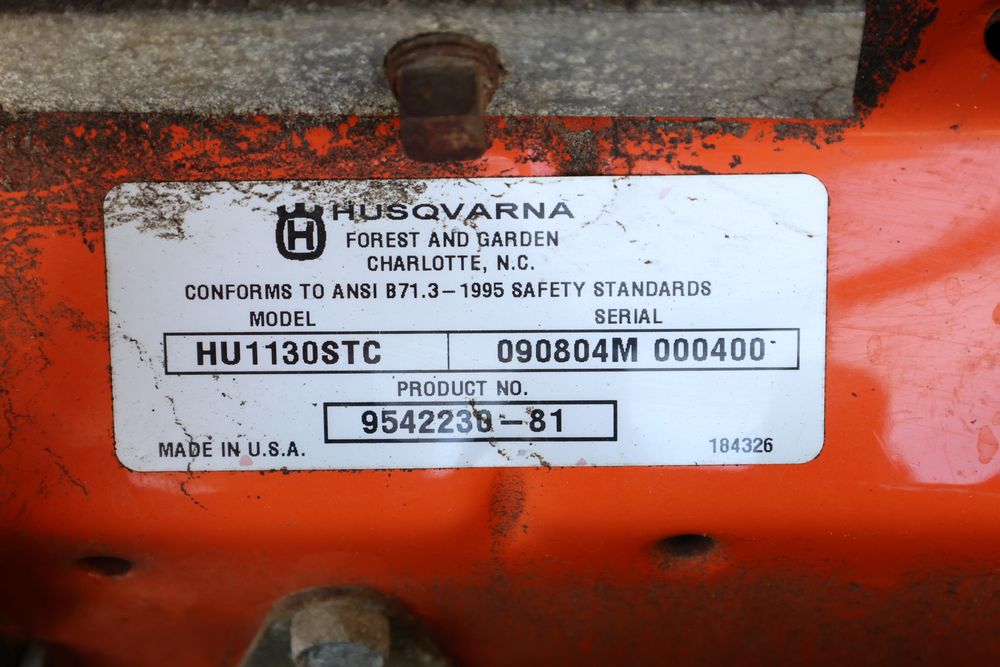 H HUSQVARNA
FOREST AND GARDEN
CHARLOTTE, N.C.
CONFORMS TO ANSI B71.3-1995 SAFETY STANDARDS
MODEL SERIAL
HU1130STC 090804M 000400
PRODUCT NO.
9542230-81
MADE IN U.S.A. 184326